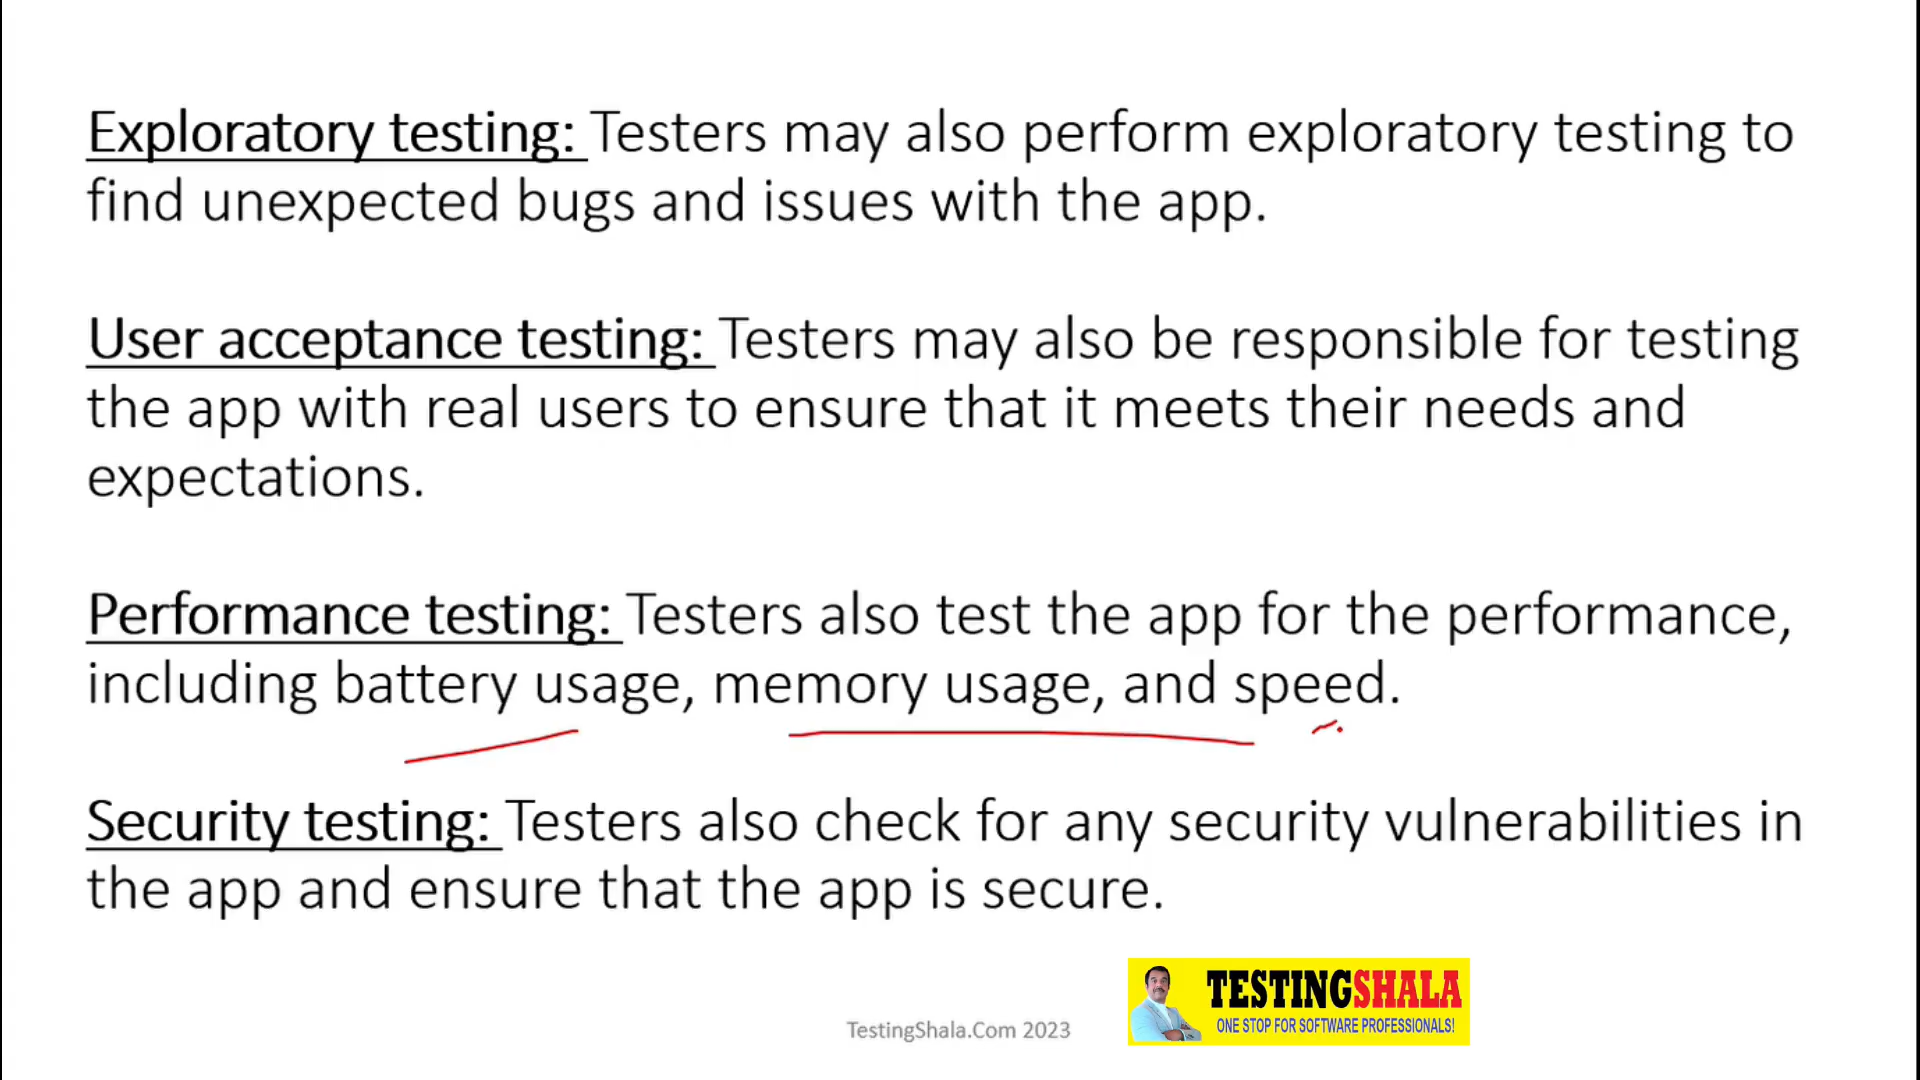 Exploratory testing: Testers may also perform exploratory testing to
find unexpected bugs and issues with the app.
User acceptance testing: Testers may also be responsible for testing
the app with real users to ensure that it meets their needs and
expectations.
Performance testing: Testers also test the app for the performance,
including battery usage, memory usage, and speed.
Security testing: Testers also check for any security vulnerabilities in
the app and ensure that the app is secure.
TestingShala.Com 2023
TESTINGSHALA
ONE STOP FOR SOFTWARE PROFESSIONALS!